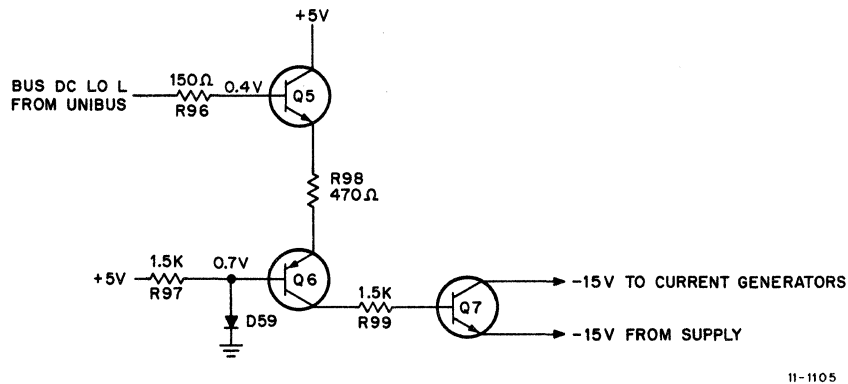 +5V
BUS DC LO L
FROM UNIBUS
150Ω
R96
0.4V
Q5
R98
470Ω
+5V
1.5K
R97
0.7V
Q6
D59
1.5K
R99
Q7
-15V TO CURRENT GENERATORS
-15V FROM SUPPLY
11-1105